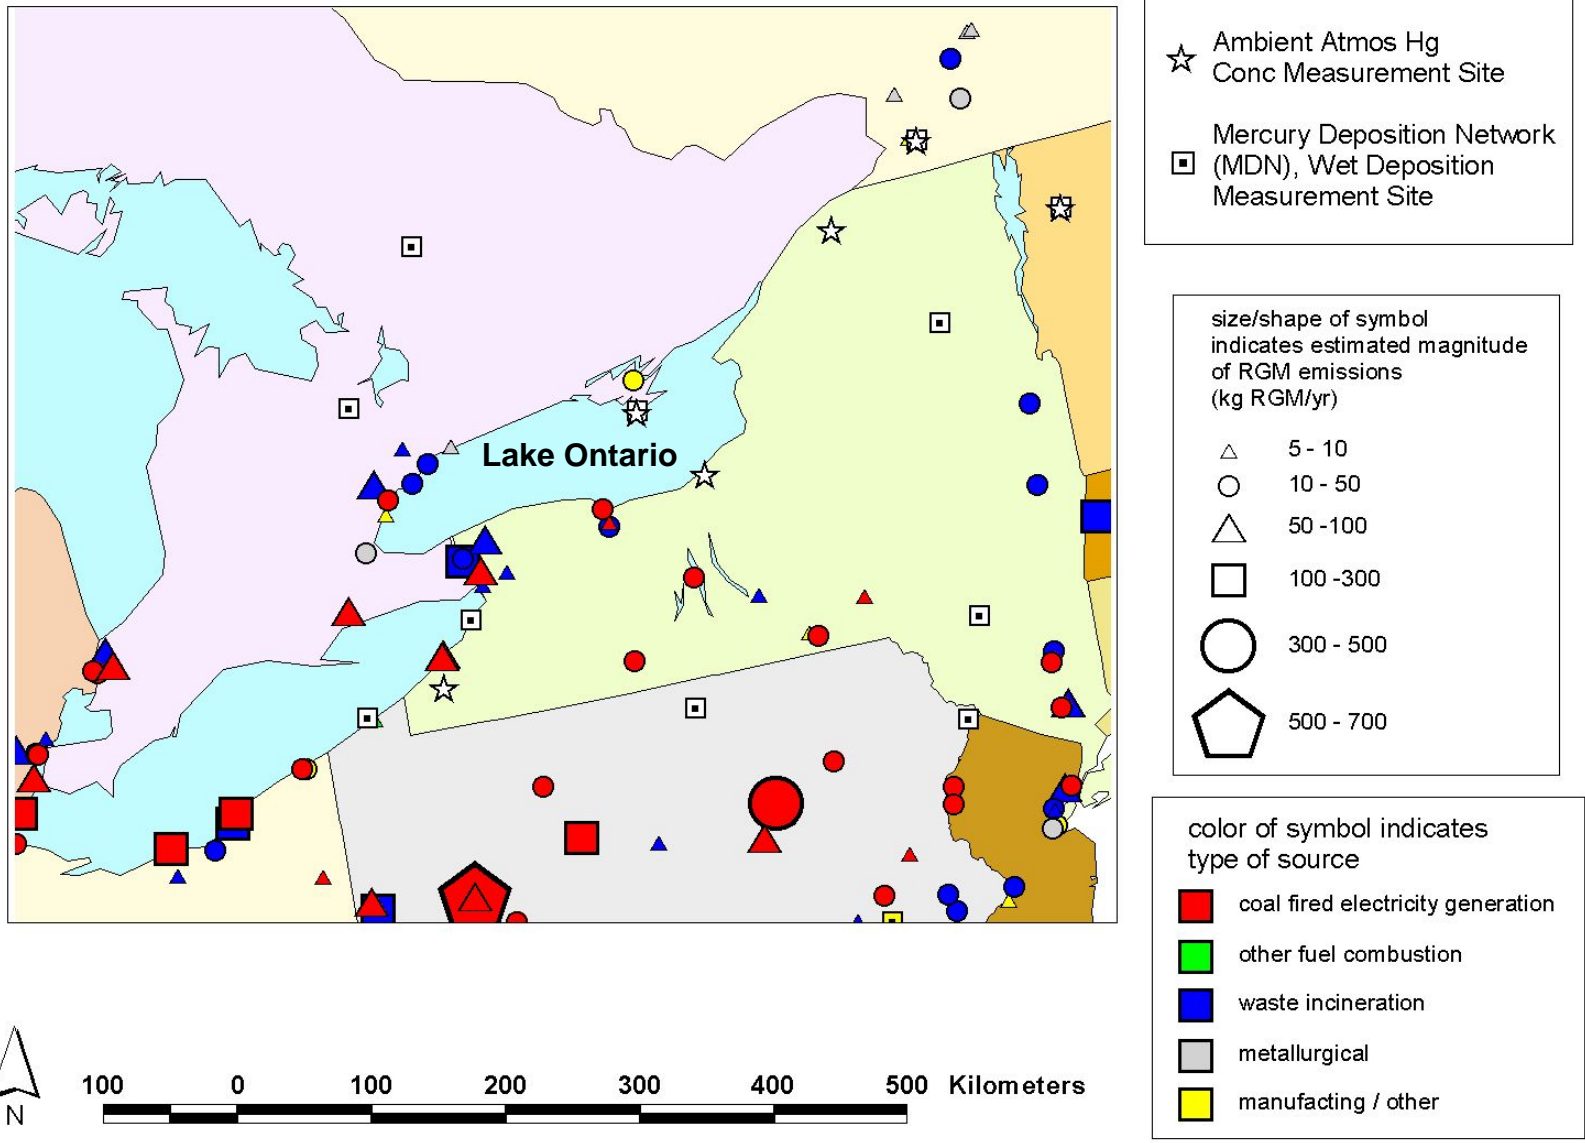 Ambient Atmos Hg
Conc Measurement Site
Mercury Deposition Network
(MDN), Wet Deposition
Measurement Site
size/shape of symbol
indicates estimated magnitude
of RGM emissions
(kg RGM/yr)
5 - 10
10 - 50
50 -100
100 -300
300 - 500
500 - 700
color of symbol indicates
type of source
coal fired electricity generation
other fuel combustion
waste incineration
metallurgical
manufacting / other
Lake Ontario
N
100 0 100 200 300 400 500 Kilometers